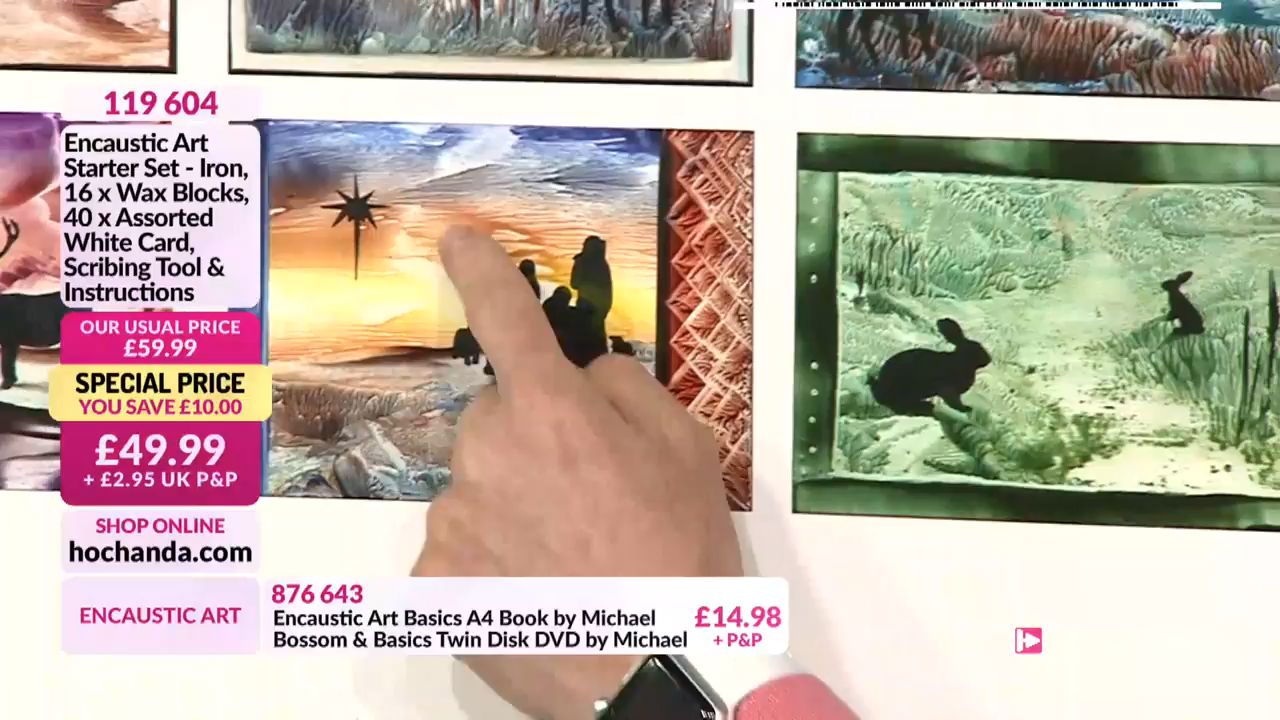 119 604
Encaustic Art
Starter Set - Iron,
16 x Wax Blocks,
40 x Assorted
White Card,
Scribing Tool &
Instructions
OUR USUAL PRICE
£59.99
SPECIAL PRICE
YOU SAVE £10.00
£49.99
+ £2.95 UK P&P
SHOP ONLINE
hochanda.com
ENCAUSTIC ART
876 643
Encaustic Art Basics A4 Book by Michael
Bossom & Basics Twin Disk DVD by Michael
£14.98
+ P&P